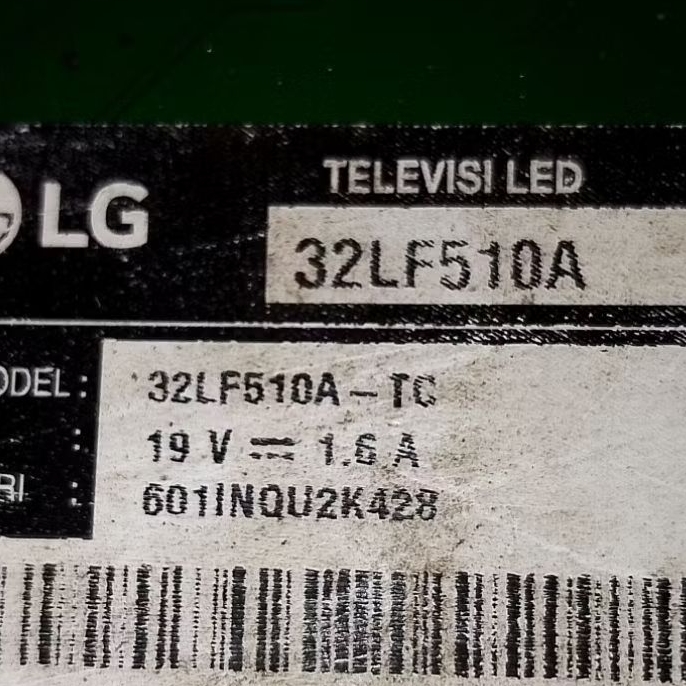 LG
TELEVISI LED
32LF510A
ODEL :
32LF510A – TC
:
19 V ⎓ 1.6 A
RI :
601INQU2K428